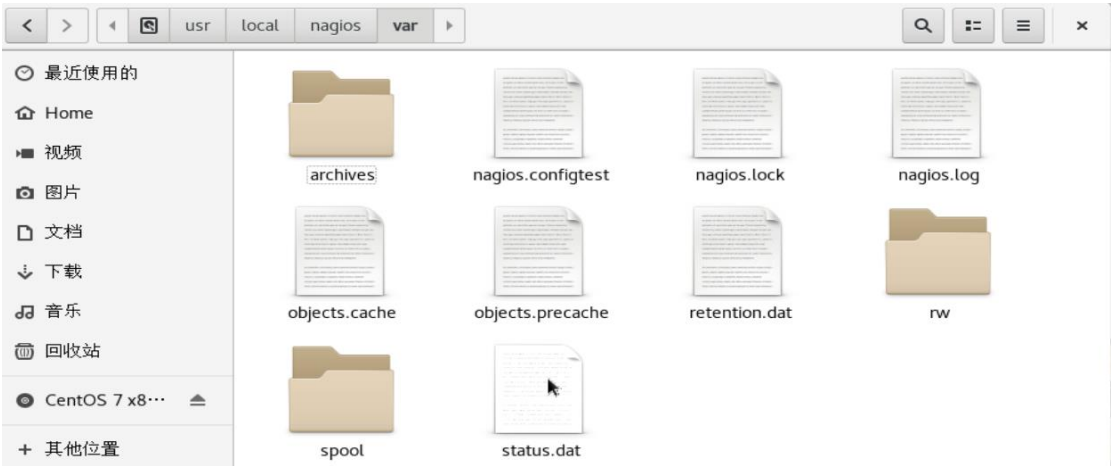 usr local nagios var
最近使用的
Home
视频
图片
文档
下载
音乐
回收站
CentOS 7 x8···
+ 其他位置
archives nagios.configtest nagios.lock nagios.log
objects.cache objects.precache retention.dat rw
spool status.dat